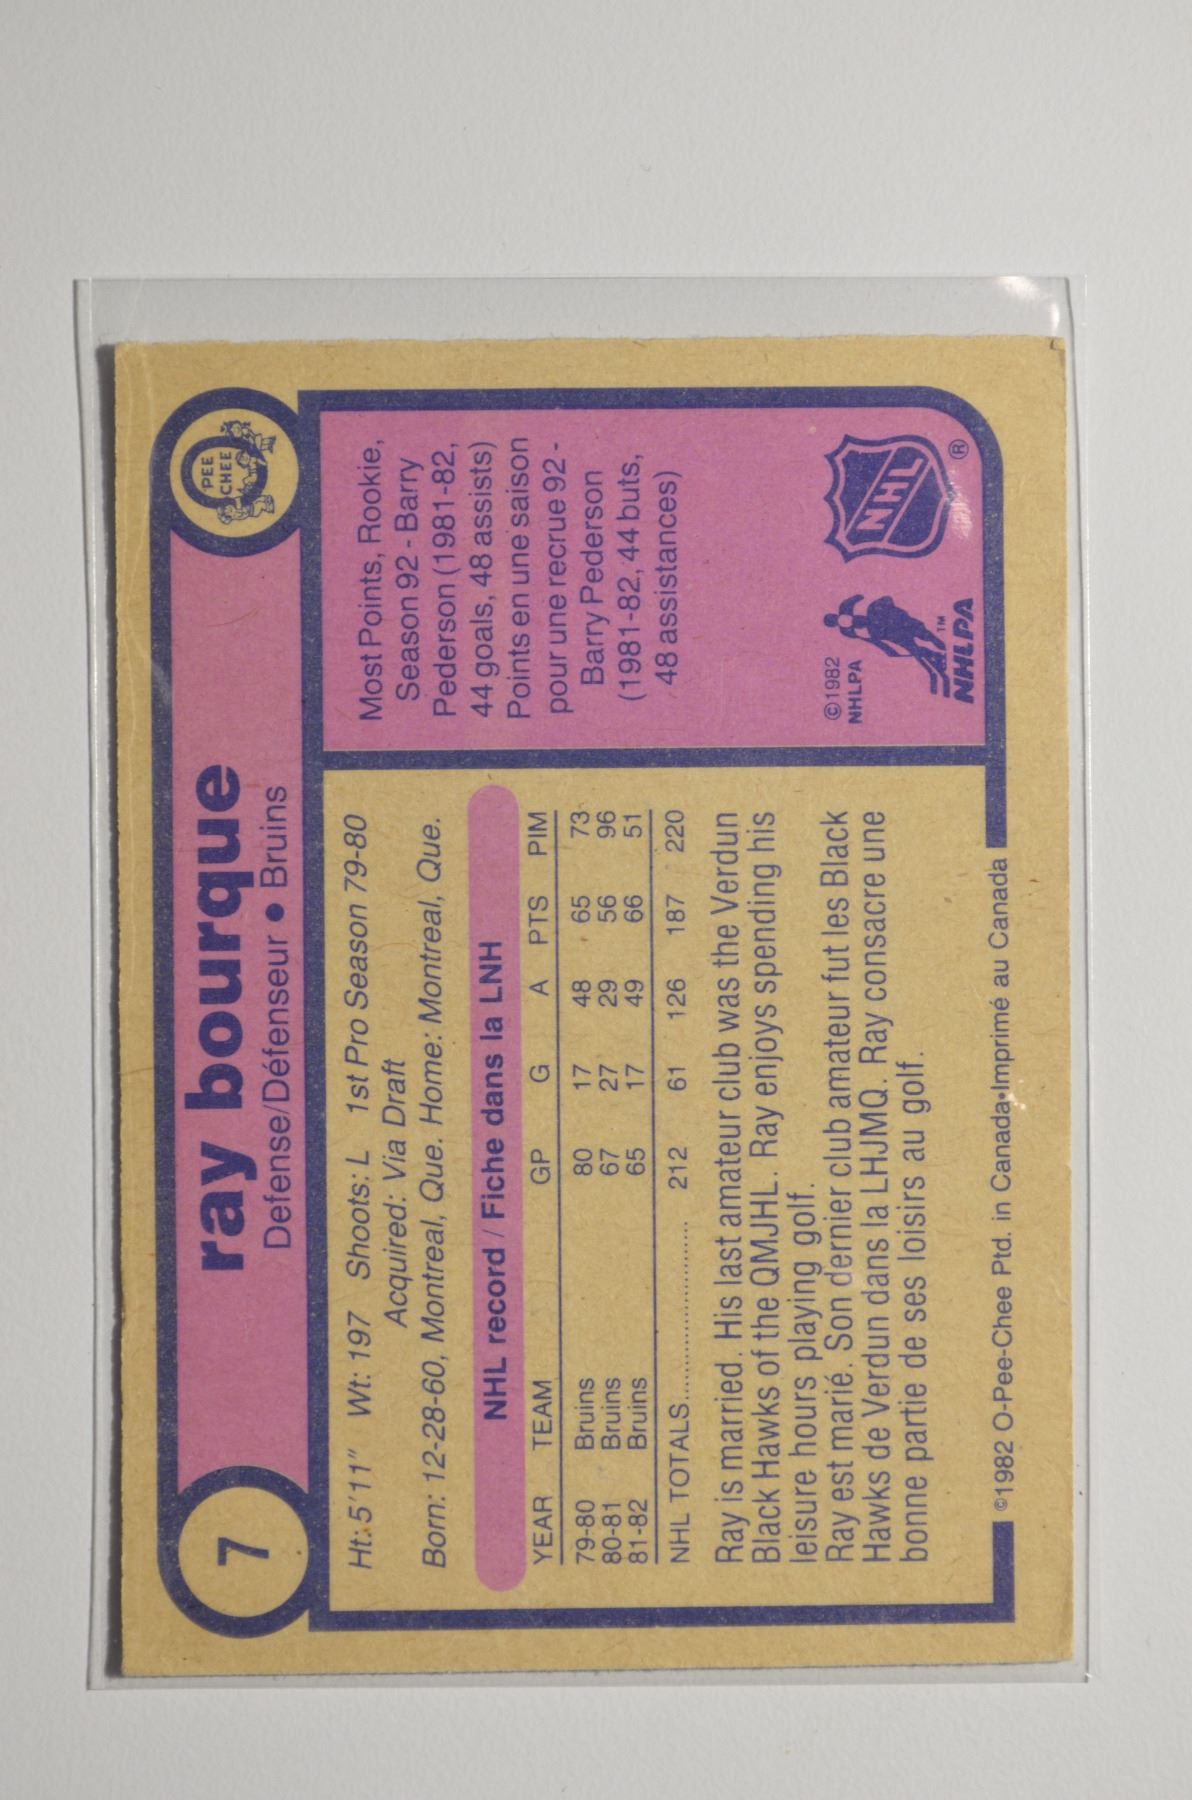 7
ray bourque
Defense/Défenseur • Bruins
PEE
CHEE
Ht: 5'11" Wt: 197 Shoots: L 1st Pro Season 79-80
Acquired: Via Draft
Born: 12-28-60, Montreal, Que. Home: Montreal, Que.
NHL record / Fiche dans la LNH
YEAR TEAM GP G A PTS PIM
79-80 Bruins 80 17 48 65 73
80-81 Bruins 67 27 29 56 96
81-82 Bruins 65 17 49 66 51
NHL TOTALS.................... 212 61 126 187 220
Ray is married. His last amateur club was the Verdun
Black Hawks of the QMJHL. Ray enjoys spending his
leisure hours playing golf.
Ray est marié. Son dernier club amateur fut les Black
Hawks de Verdun dans la LHJMQ. Ray consacre une
bonne partie de ses loisirs au golf.
Most Points, Rookie,
Season 92 - Barry
Pederson (1981-82,
44 goals, 48 assists)
Points en une saison
pour une recrue 92 -
Barry Pederson
(1981-82, 44 buts,
48 assistances)
©1982
NHLPA
NHLPA ™
NHL ®
©1982 O-Pee-Chee Ptd. in Canada•Imprimé au Canada